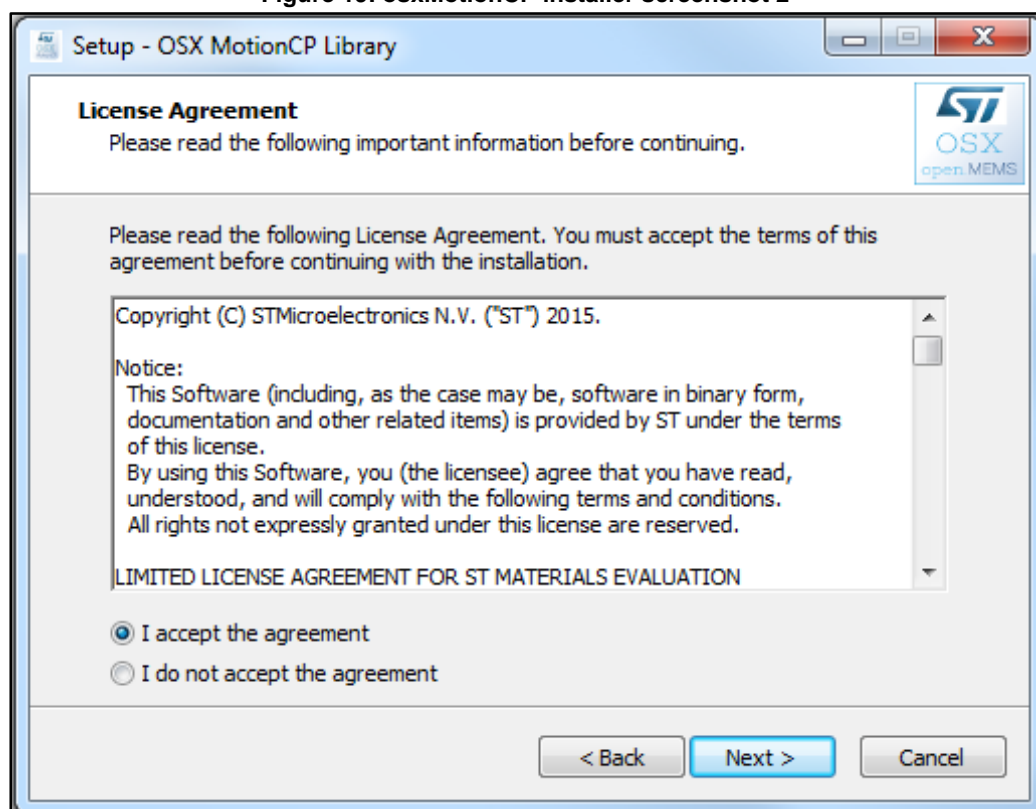 Setup - OSX MotionCP Library
License Agreement
Please read the following important information before continuing.
ST
OSX
open.MEMS
Please read the following License Agreement. You must accept the terms of this
agreement before continuing with the installation.
Copyright (C) STMicroelectronics N.V. ("ST") 2015.
Notice:
This Software (including, as the case may be, software in binary form,
documentation and other related items) is provided by ST under the terms
of this license.
By using this Software, you (the licensee) agree that you have read,
understood, and will comply with the following terms and conditions.
All rights not expressly granted under this license are reserved.
LIMITED LICENSE AGREEMENT FOR ST MATERIALS EVALUATION
I accept the agreement
I do not accept the agreement
< Back
Next >
Cancel